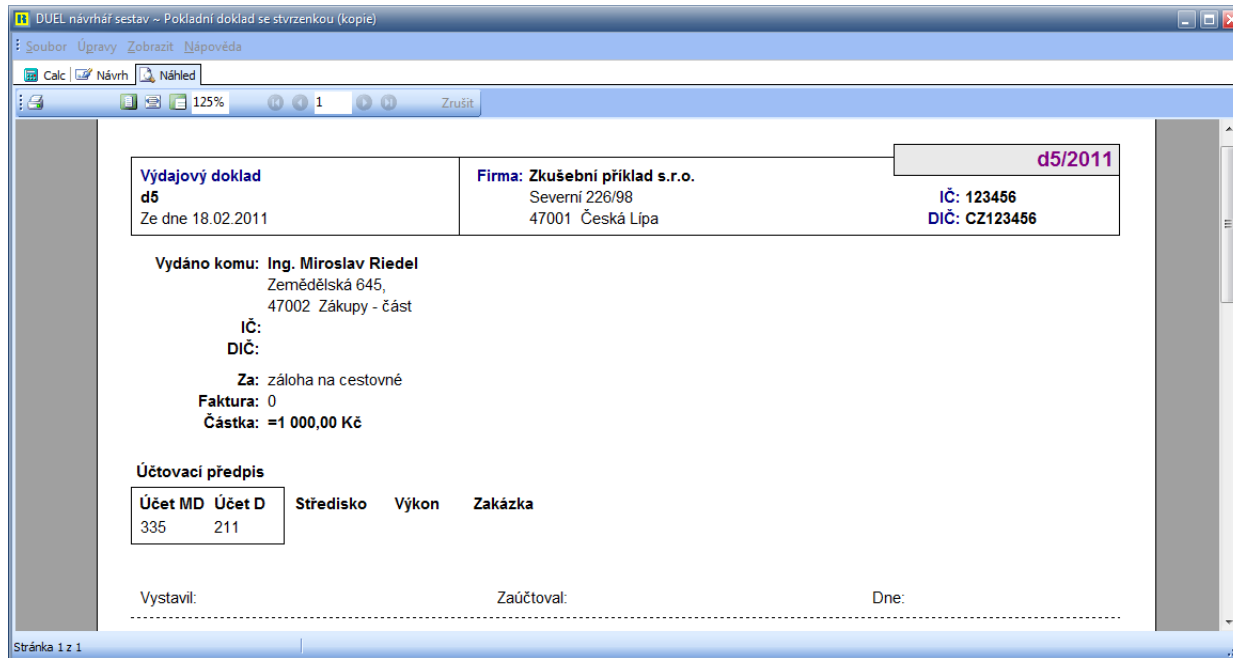 DUEL návrhář sestav ~ Pokladní doklad se stvrzenkou (kopie)
Soubor Úpravy Zobrazit Nápověda
Calc Návrh Náhled
125% 1 Zrušit
d5/2011
Výdajový doklad Firma: Zkušební příklad s.r.o.
d5 Severní 226/98 IČ: 123456
Ze dne 18.02.2011 47001 Česká Lípa DIČ: CZ123456
Vydáno komu: Ing. Miroslav Riedel
Zemědělská 645,
47002 Zákupy - část
IČ:
DIČ:
Za: záloha na cestovné
Faktura: 0
Částka: =1 000,00 Kč
Účtovací předpis
Účet MD Účet D Středisko Výkon Zakázka
335 211
Vystavil: Zaúčtoval: Dne:
Stránka 1 z 1